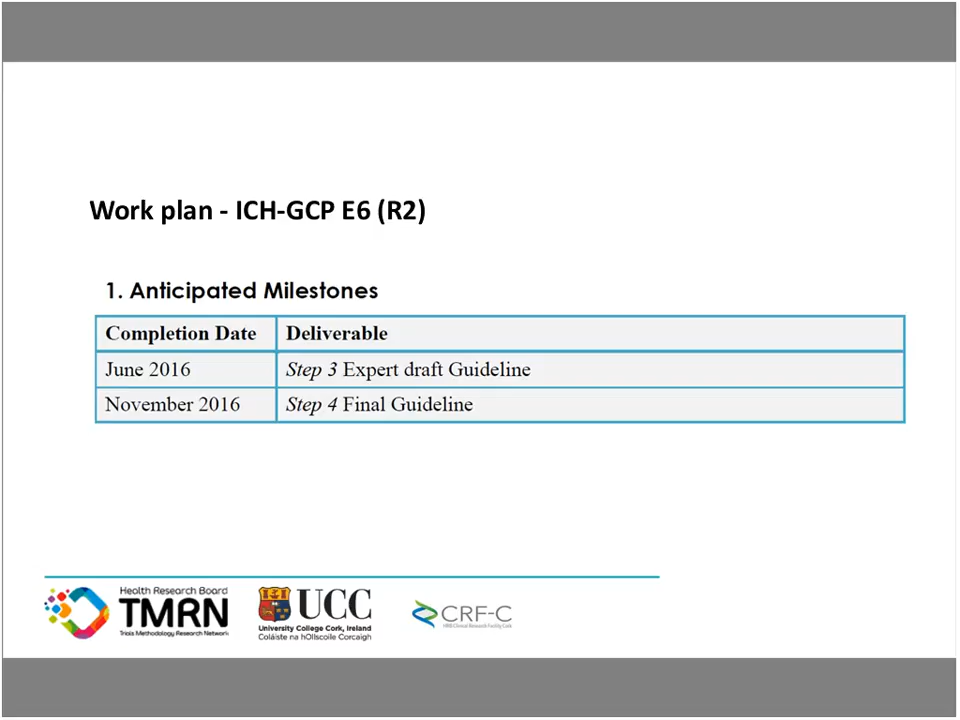 Work plan - ICH-GCP E6 (R2)
1. Anticipated Milestones
Completion Date Deliverable
June 2016 Step 3 Expert draft Guideline
November 2016 Step 4 Final Guideline
Health Research Board
TMRN
Trials Methodology Research Network
UCC
University College Cork, Ireland
Coláiste na hOllscoile Corcaigh
CRF-C
HRB Clinical Research Facility Cork